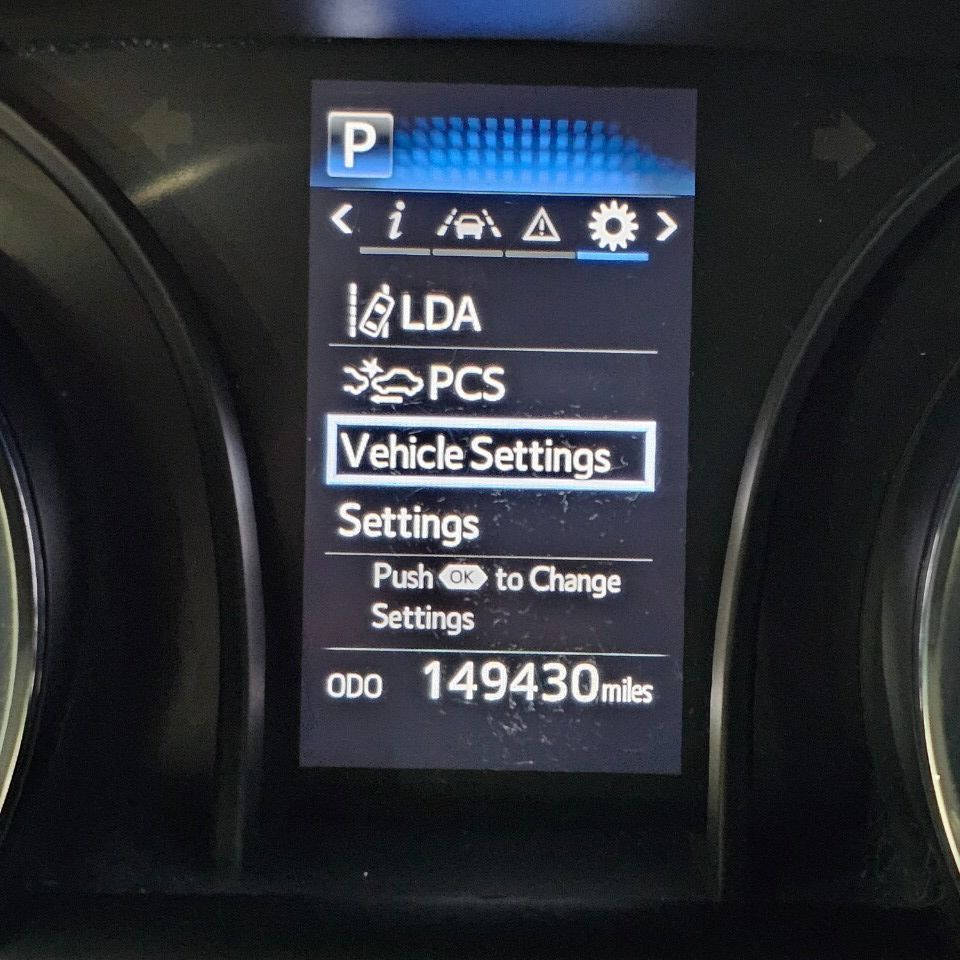 P
i
LDA
PCS
Vehicle Settings
Settings
Push OK to Change
Settings
ODO 149430 miles